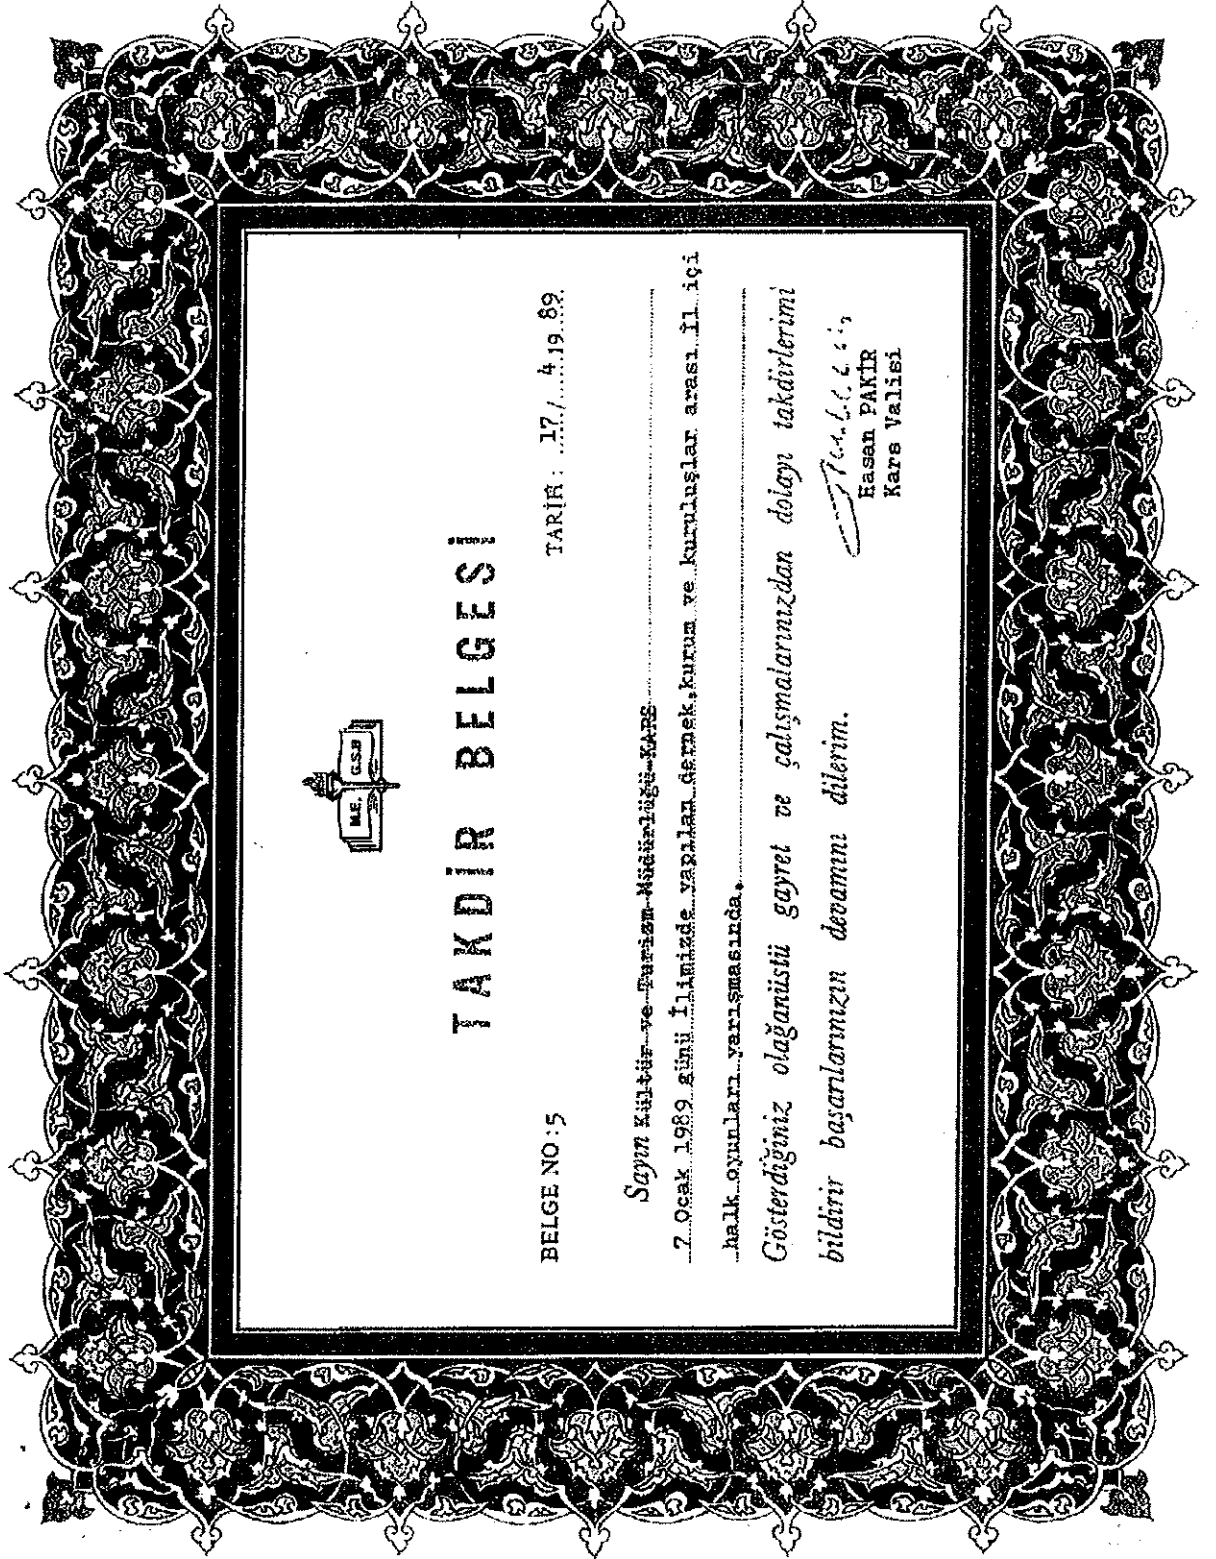 M.E. G.S.B
TAKDİR BELGESİ
BELGE NO:5
TARİH: 17./...4.19.89.
Sayın Kültür-ve-Turizm-Müdürlüğü-KARS
7 Ocak 1989 günü İlimizde yapılan dernek,kurum ve kuruluşlar arası İl içi
halk oyunları yarışmasında.
Gösterdiğiniz olağanüstü gayret ve çalışmalarınızdan dolayı takdirlerimi
bildirir başarılarınızın devamını dilerim.
Hasan PAKİR
Kars Valisi